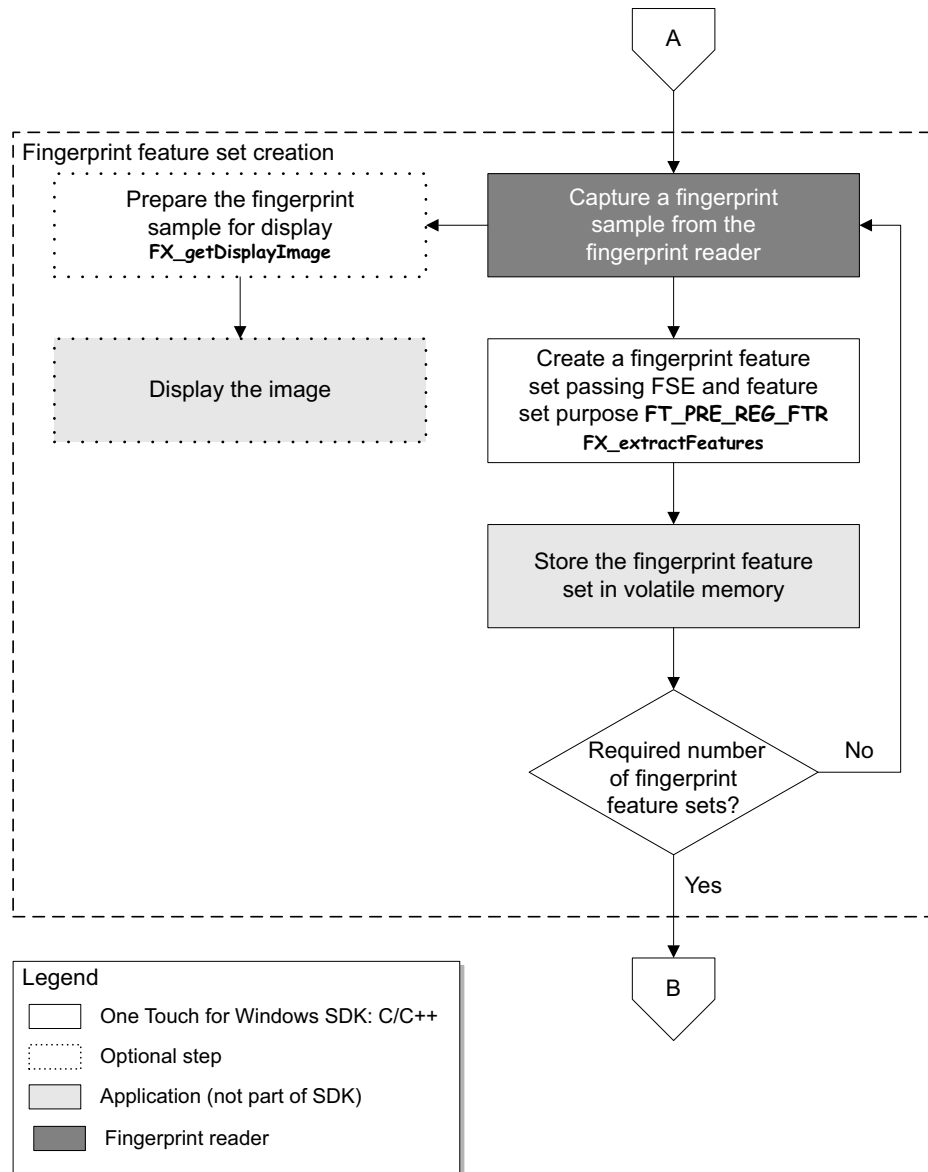 A
Fingerprint feature set creation
Prepare the fingerprint
sample for display
FX_getDisplayImage
Capture a fingerprint
sample from the
fingerprint reader
Display the image
Create a fingerprint feature
set passing FSE and feature
set purpose FT_PRE_REG_FTR
FX_extractFeatures
Store the fingerprint feature
set in volatile memory
Required number
of fingerprint
feature sets?
No
Yes
B
Legend
One Touch for Windows SDK: C/C++
Optional step
Application (not part of SDK)
Fingerprint reader